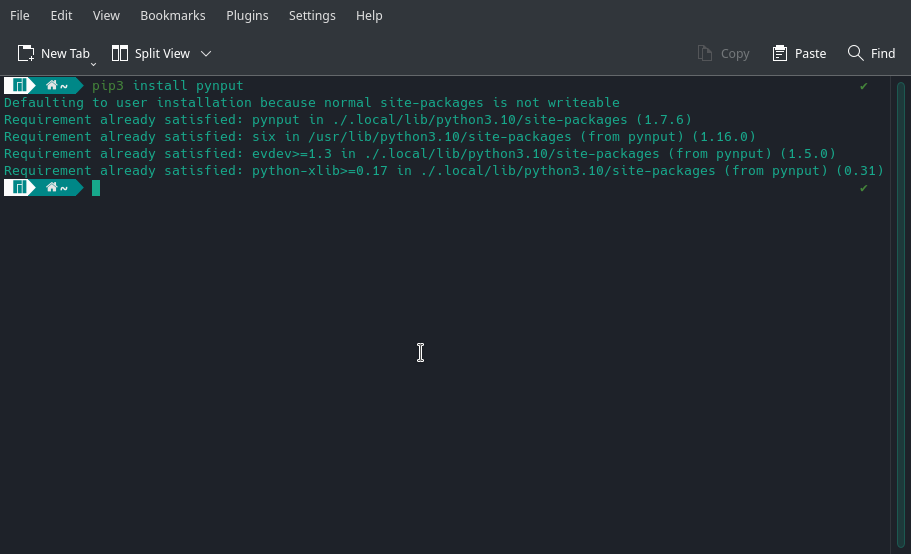 File Edit View Bookmarks Plugins Settings Help
New Tab Split View Copy Paste Find
~ pip3 install pynput ✔
Defaulting to user installation because normal site-packages is not writeable
Requirement already satisfied: pynput in ./.local/lib/python3.10/site-packages (1.7.6)
Requirement already satisfied: six in /usr/lib/python3.10/site-packages (from pynput) (1.16.0)
Requirement already satisfied: evdev>=1.3 in ./.local/lib/python3.10/site-packages (from pynput) (1.5.0)
Requirement already satisfied: python-xlib>=0.17 in ./.local/lib/python3.10/site-packages (from pynput) (0.31)
~ ✔